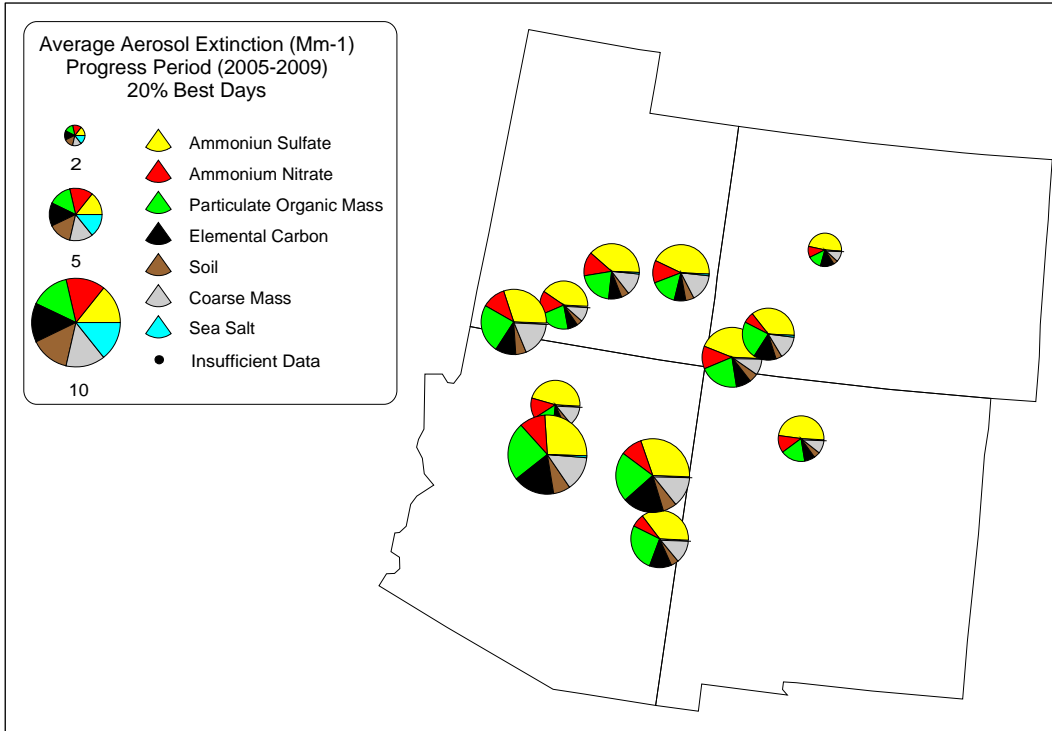 Average Aerosol Extinction (Mm-1)
Progress Period (2005-2009)
20% Best Days
2
5
10
Ammoniun Sulfate
Ammonium Nitrate
Particulate Organic Mass
Elemental Carbon
Soil
Coarse Mass
Sea Salt
Insufficient Data